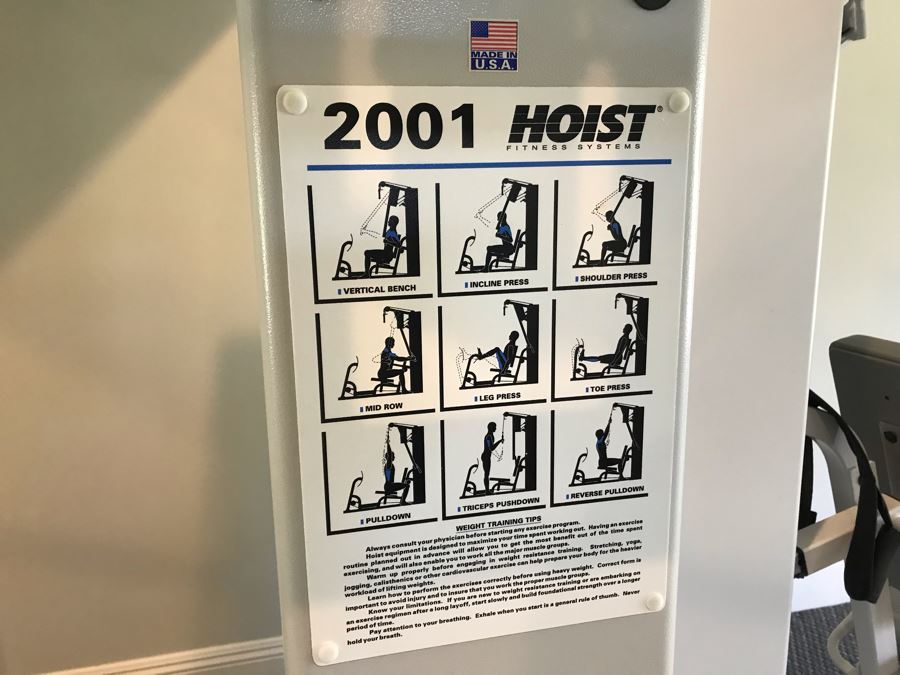 MADE IN
U.S.A.
2001 HOIST®
FITNESS SYSTEMS
VERTICAL BENCH
INCLINE PRESS
SHOULDER PRESS
MID ROW
LEG PRESS
TOE PRESS
PULLDOWN
TRICEPS PUSHDOWN
REVERSE PULLDOWN
WEIGHT TRAINING TIPS
Always consult your physician before starting any exercise program.
Hoist equipment is designed to maximize your time spent working out. Having an exercise
routine planned out in advance will allow you to get the most benefit out of the time spent
exercising, and will also enable you to work all the major muscle groups.
Warm up properly before engaging in weight resistance training. Stretching, yoga,
jogging, calisthenics or other cardiovascular exercise can help prepare your body for the heavier
workload of lifting weights.
Learn how to perform the exercises correctly before using heavy weight. Correct form is
important to avoid injury and to insure that you work the proper muscle groups.
Know your limitations. If you are new to weight resistance training or are embarking on
an exercise regimen after a long layoff, start slowly and build foundational strength over a longer
period of time.
Pay attention to your breathing. Exhale when you start is a general rule of thumb. Never
hold your breath.